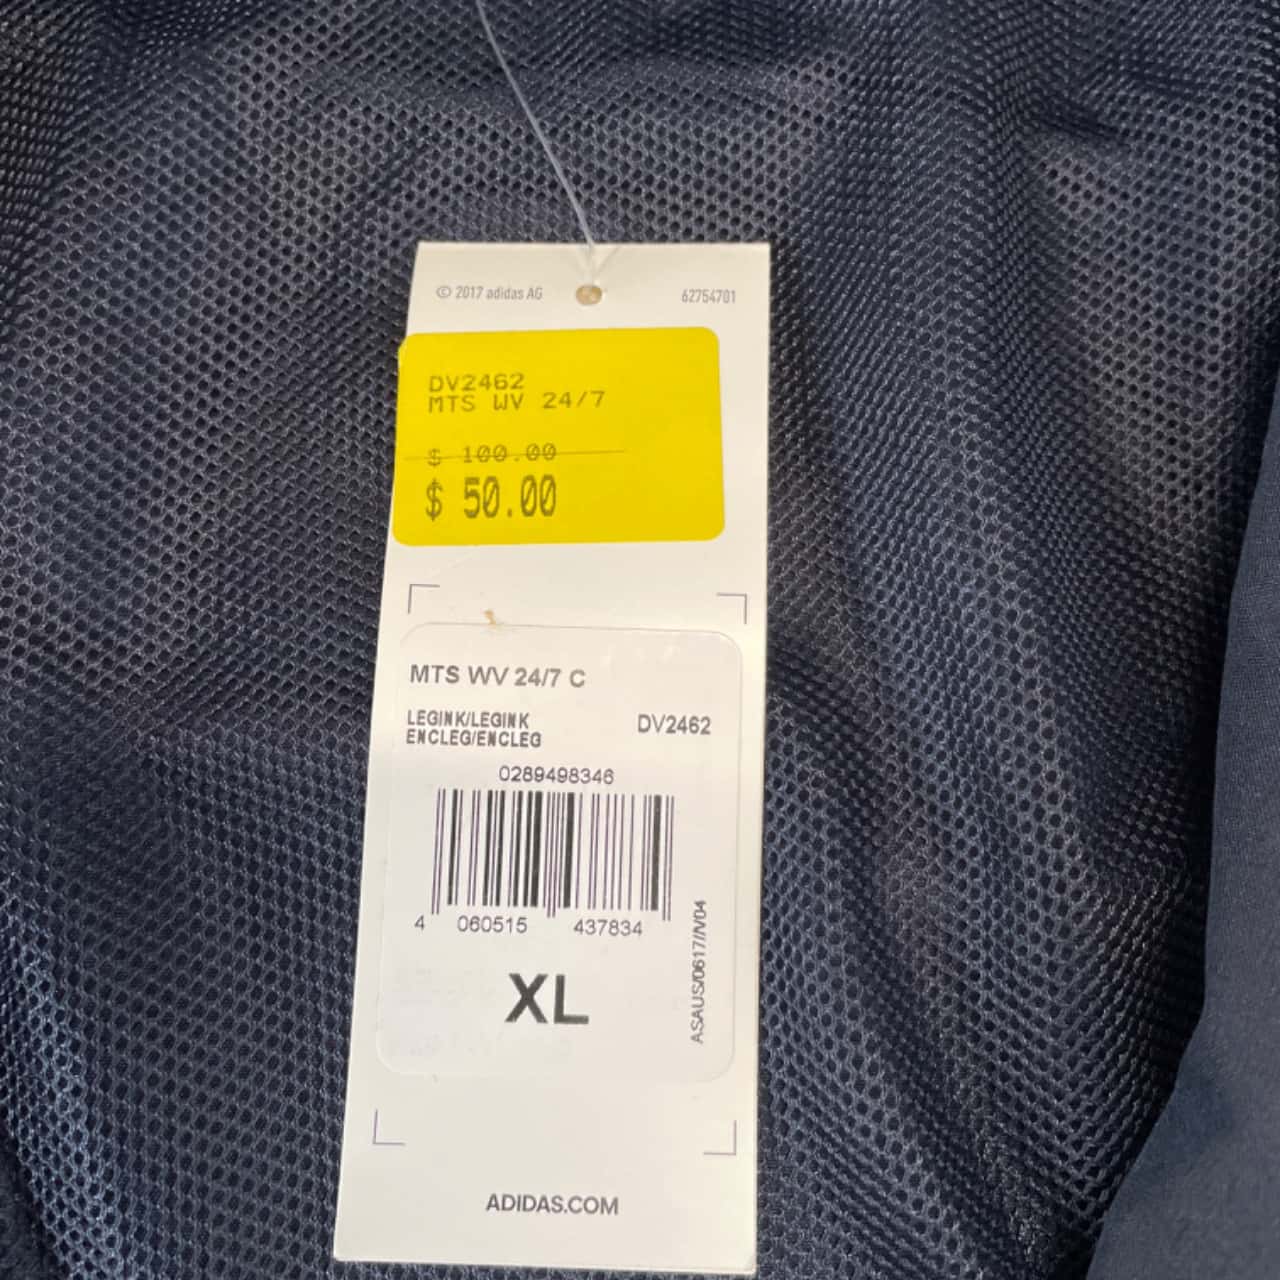 © 2017 adidas AG 62754701
DV2462
MTS WV 24/7
$ 100.00
$ 50.00
MTS WV 24/7 C
LEGINK/LEGINK DV2462
ENCLEG/ENCLEG
0289498346
4 060515 437834
XL
ASAUS/0617/IV04
ADIDAS.COM